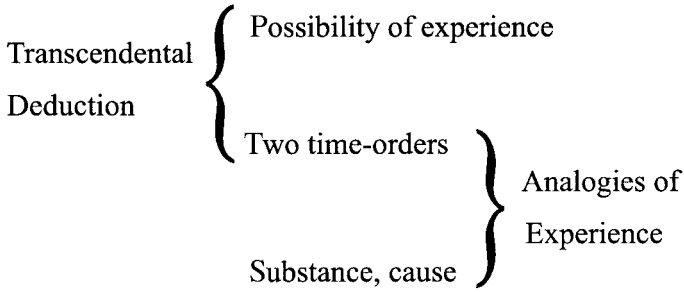 Transcendental
Deduction
Possibility of experience
Two time-orders
Substance, cause
Analogies of
Experience